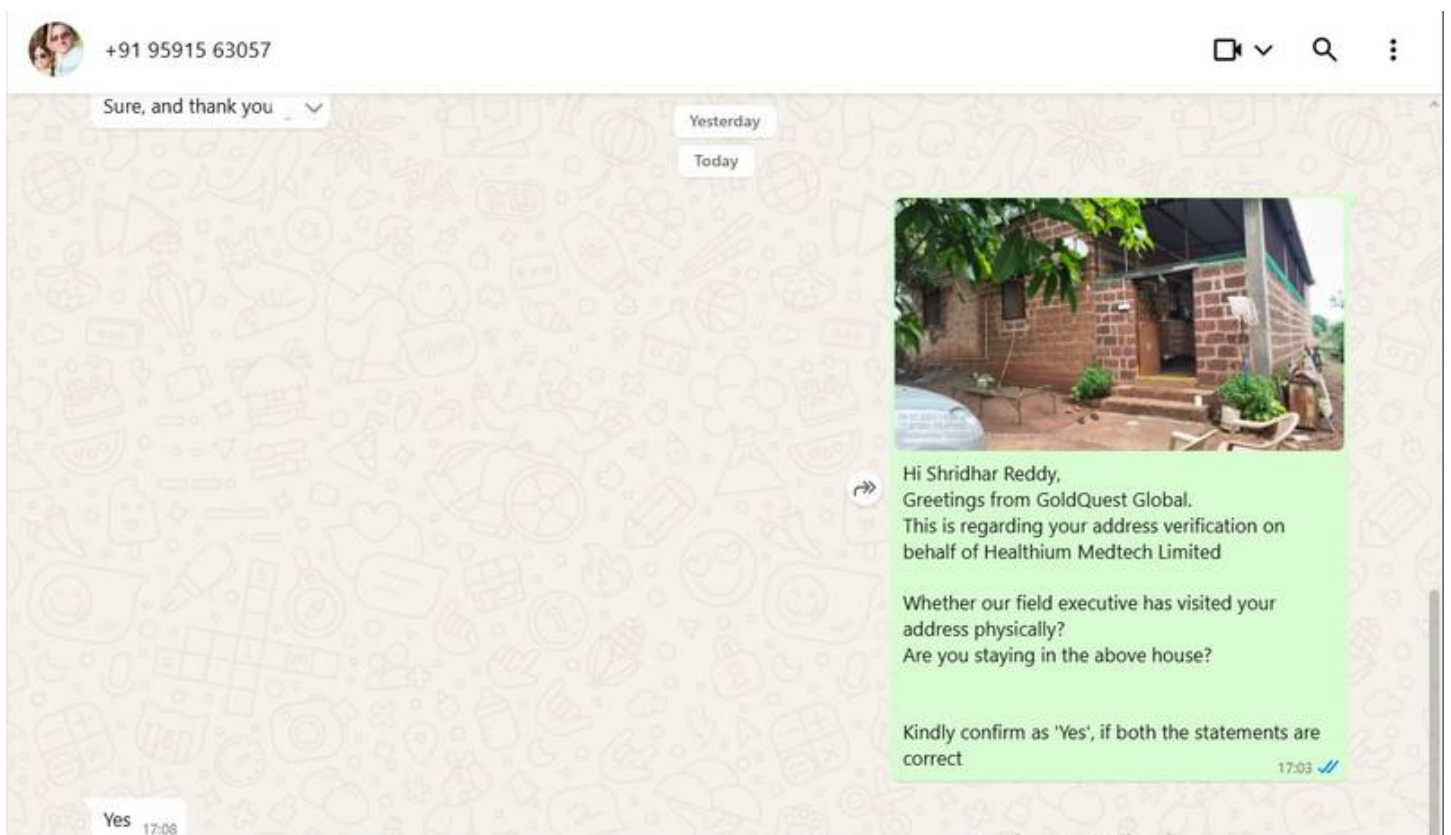 +91 95915 63057
Sure, and thank you
Yesterday
Today
Hi Shridhar Reddy,
Greetings from GoldQuest Global.
This is regarding your address verification on
behalf of Healthium Medtech Limited
Whether our field executive has visited your
address physically?
Are you staying in the above house?
Kindly confirm as 'Yes', if both the statements are
correct
17:03
Yes 17:08